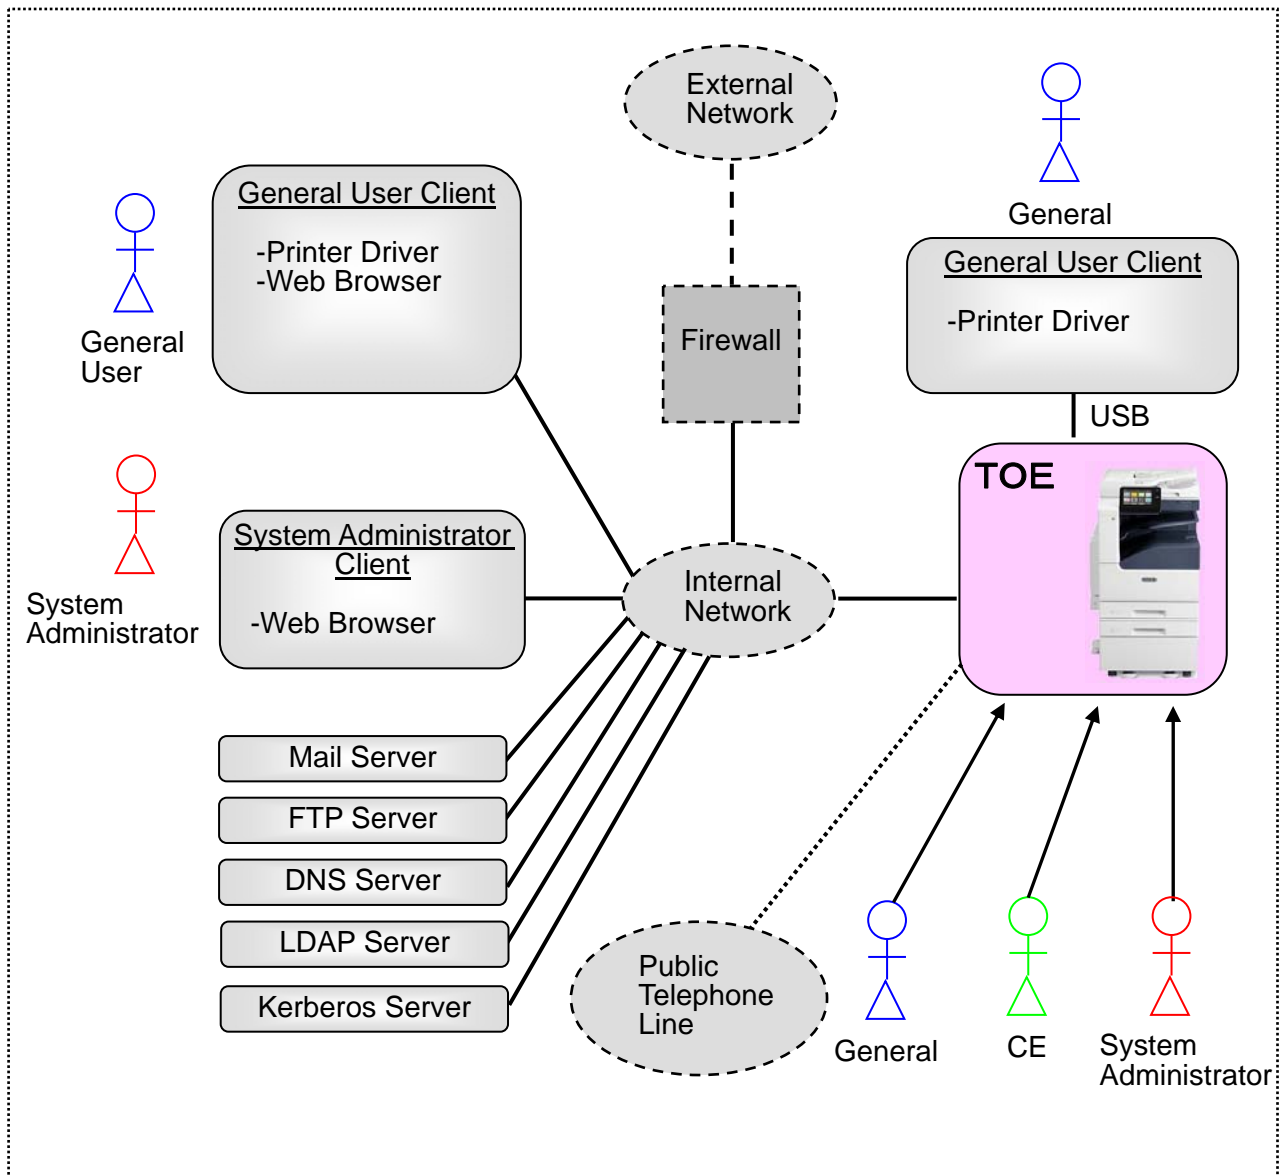 External
Network
General
General User Client
-Printer Driver
-Web Browser
General
User
General User Client
-Printer Driver
Firewall
USB
TOE
System Administrator
Client
-Web Browser
System
Administrator
Internal
Network
Mail Server
FTP Server
DNS Server
LDAP Server
Kerberos Server
Public
Telephone
Line
General
CE
System
Administrator